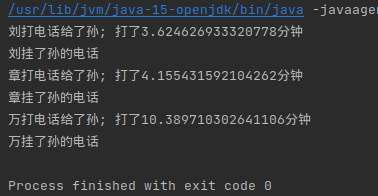 /usr/lib/jvm/java-15-openjdk/bin/java -javaagen
刘打电话给了孙; 打了3.624626933320778分钟
刘挂了孙的电话
章打电话给了孙; 打了4.155431592104262分钟
章挂了孙的电话
万打电话给了孙; 打了10.389710302641106分钟
万挂了孙的电话
Process finished with exit code 0